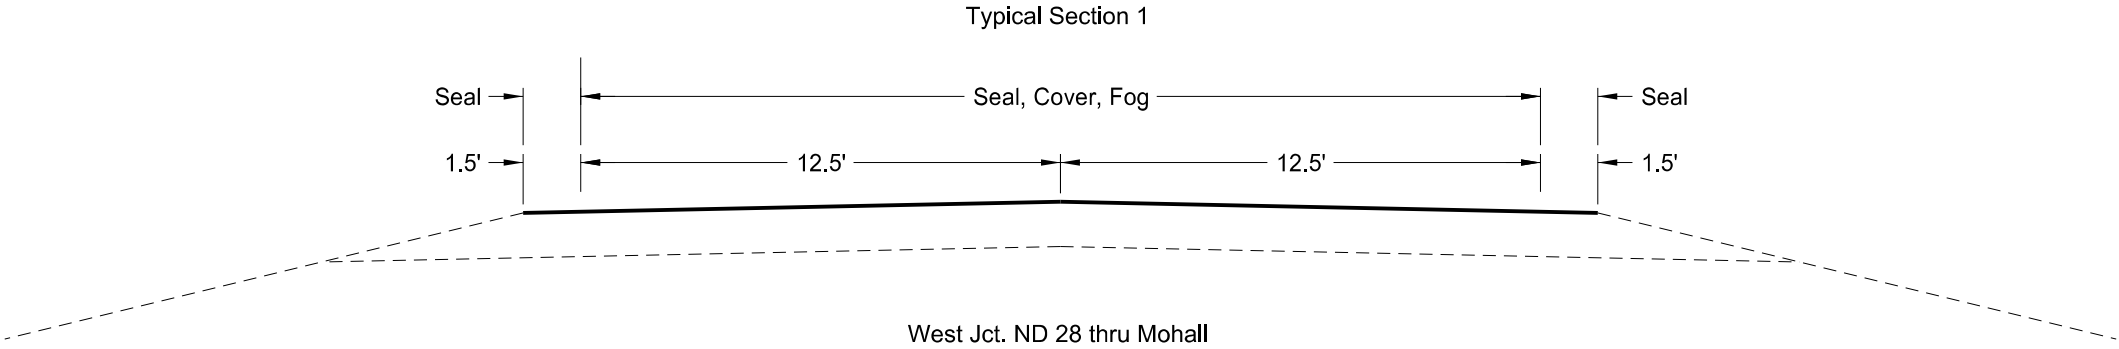 Typical Section 1
Seal Seal, Cover, Fog Seal
1.5' 12.5' 12.5' 1.5'
West Jct. ND 28 thru Mohall